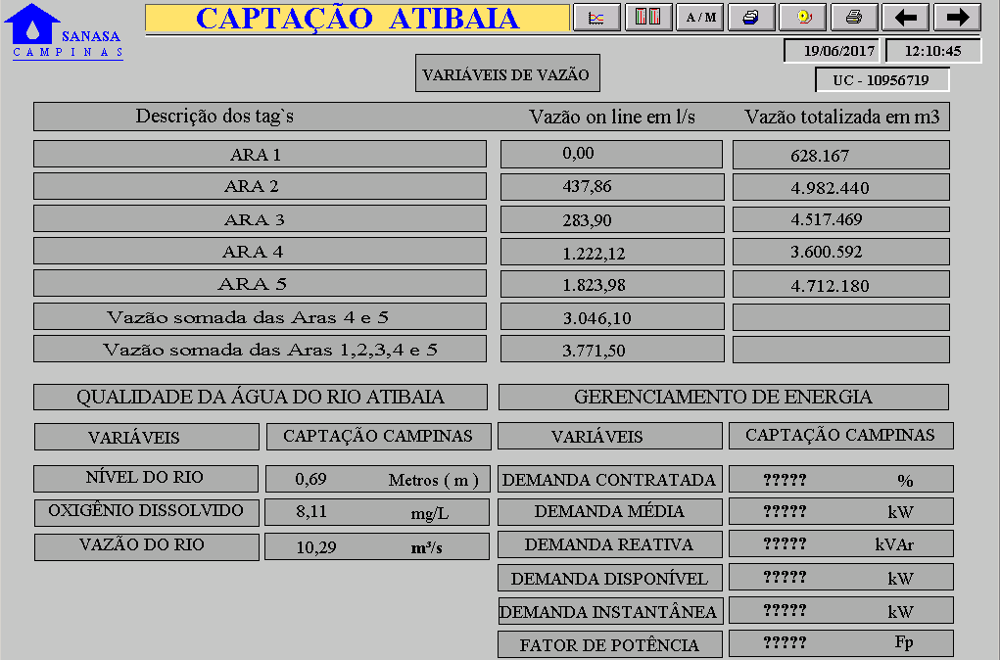 CAPTAÇÃO ATIBAIA
A / M
SANASA
CAMPINAS
19/06/2017 12:10:45
UC - 10956719
VARIÁVEIS DE VAZÃO
Descrição dos tag`s Vazão on line em l/s Vazão totalizada em m3
ARA 1 0,00 628.167
ARA 2 437,86 4.982.440
ARA 3 283,90 4.517.469
ARA 4 1.222,12 3.600.592
ARA 5 1.823,98 4.712.180
Vazão somada das Aras 4 e 5 3.046,10
Vazão somada das Aras 1,2,3,4 e 5 3.771,50
QUALIDADE DA ÁGUA DO RIO ATIBAIA GERENCIAMENTO DE ENERGIA
VARIÁVEIS CAPTAÇÃO CAMPINAS VARIÁVEIS CAPTAÇÃO CAMPINAS
NÍVEL DO RIO 0,69 Metros ( m ) DEMANDA CONTRATADA ????? %
OXIGÊNIO DISSOLVIDO 8,11 mg/L DEMANDA MÉDIA ????? kW
VAZÃO DO RIO 10,29 m³/s DEMANDA REATIVA ????? kVAr
DEMANDA DISPONÍVEL ????? kW
DEMANDA INSTANTÂNEA ????? kW
FATOR DE POTÊNCIA ????? Fp